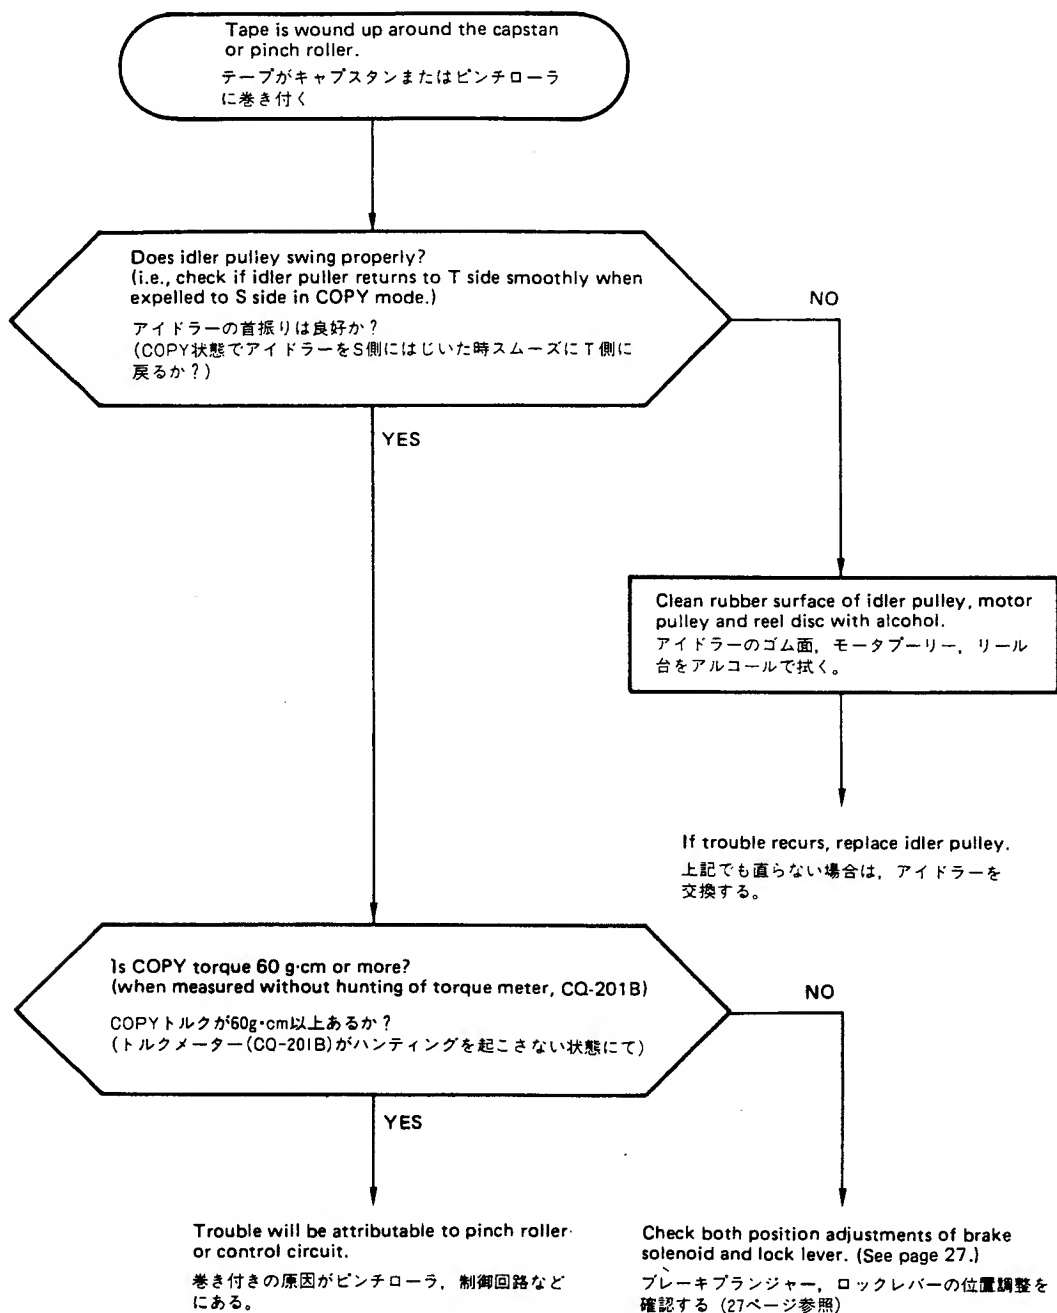 Tape is wound up around the capstan
or pinch roller.
テープがキャプスタンまたはピンチローラ
に巻き付く
Does idler pulley swing properly?
(i.e., check if idler puller returns to T side smoothly when
expelled to S side in COPY mode.)
アイドラーの首振りは良好か？
(COPY状態でアイドラーをS側にはじいた時スムーズにT側に
戻るか？)
NO
YES
Clean rubber surface of idler pulley, motor
pulley and reel disc with alcohol.
アイドラーのゴム面，モータプーリー，リール
台をアルコールで拭く。
If trouble recurs, replace idler pulley.
上記でも直らない場合は，アイドラーを
交換する。
Is COPY torque 60 g·cm or more?
(when measured without hunting of torque meter, CQ-201B)
COPYトルクが60g·cm以上あるか？
(トルクメーター(CQ-201B)がハンティングを起こさない状態にて)
NO
YES
Trouble will be attributable to pinch roller
or control circuit.
巻き付きの原因がピンチローラ，制御回路など
にある。
Check both position adjustments of brake
solenoid and lock lever. (See page 27.)
ブレーキプランジャー，ロックレバーの位置調整を
確認する (27ページ参照)